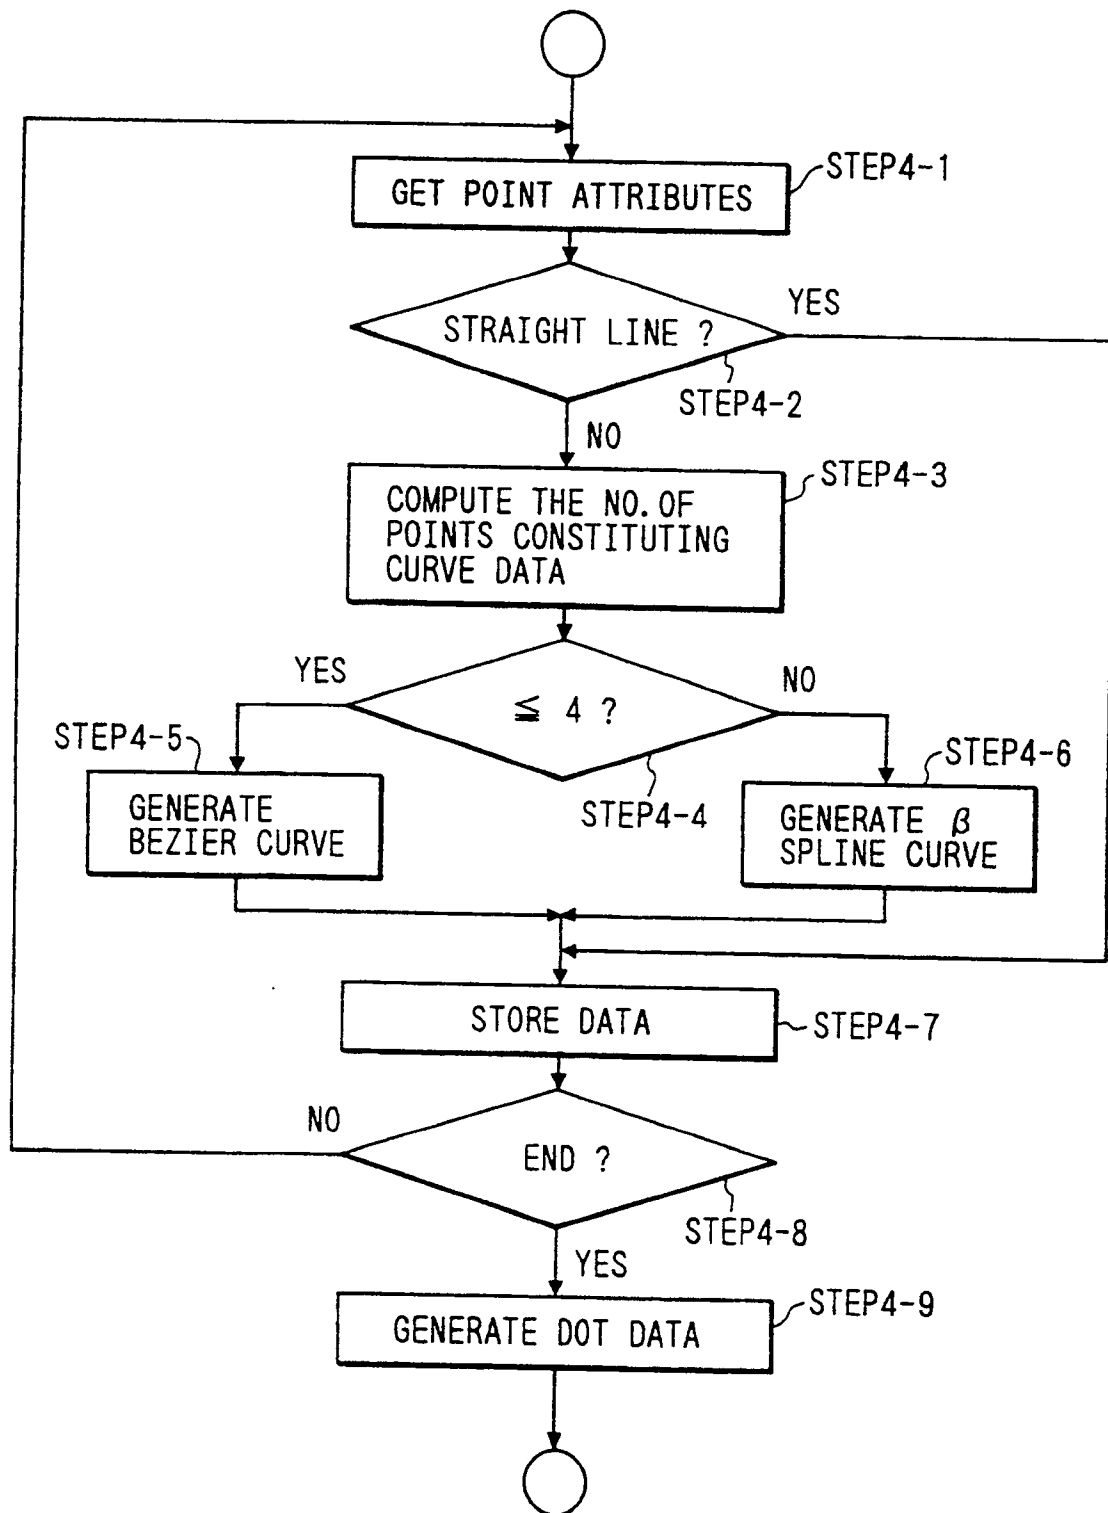 STEP4-1
GET POINT ATTRIBUTES
YES
STRAIGHT LINE ?
STEP4-2
NO
STEP4-3
COMPUTE THE NO. OF
POINTS CONSTITUTING
CURVE DATA
YES
NO
≦ 4 ?
STEP4-5
STEP4-6
STEP4-4
GENERATE
BEZIER CURVE
GENERATE β
SPLINE CURVE
STORE DATA
STEP4-7
NO
END ?
STEP4-8
YES
STEP4-9
GENERATE DOT DATA